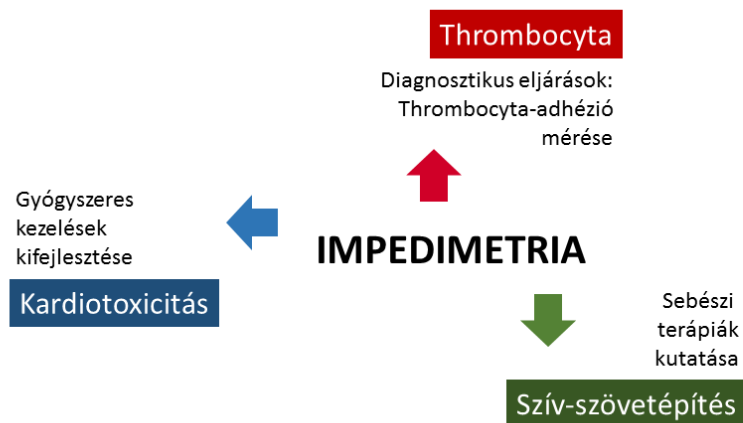 Thrombocyta
Diagnosztikus eljárások:
Thrombocyta-adhézió
mérése
Gyógyszeres
kezelések
kifejlesztése
Kardiotoxicitás
IMPEDIMETRIA
Sebészi
terápiák
kutatása
Szív-szövetépítés